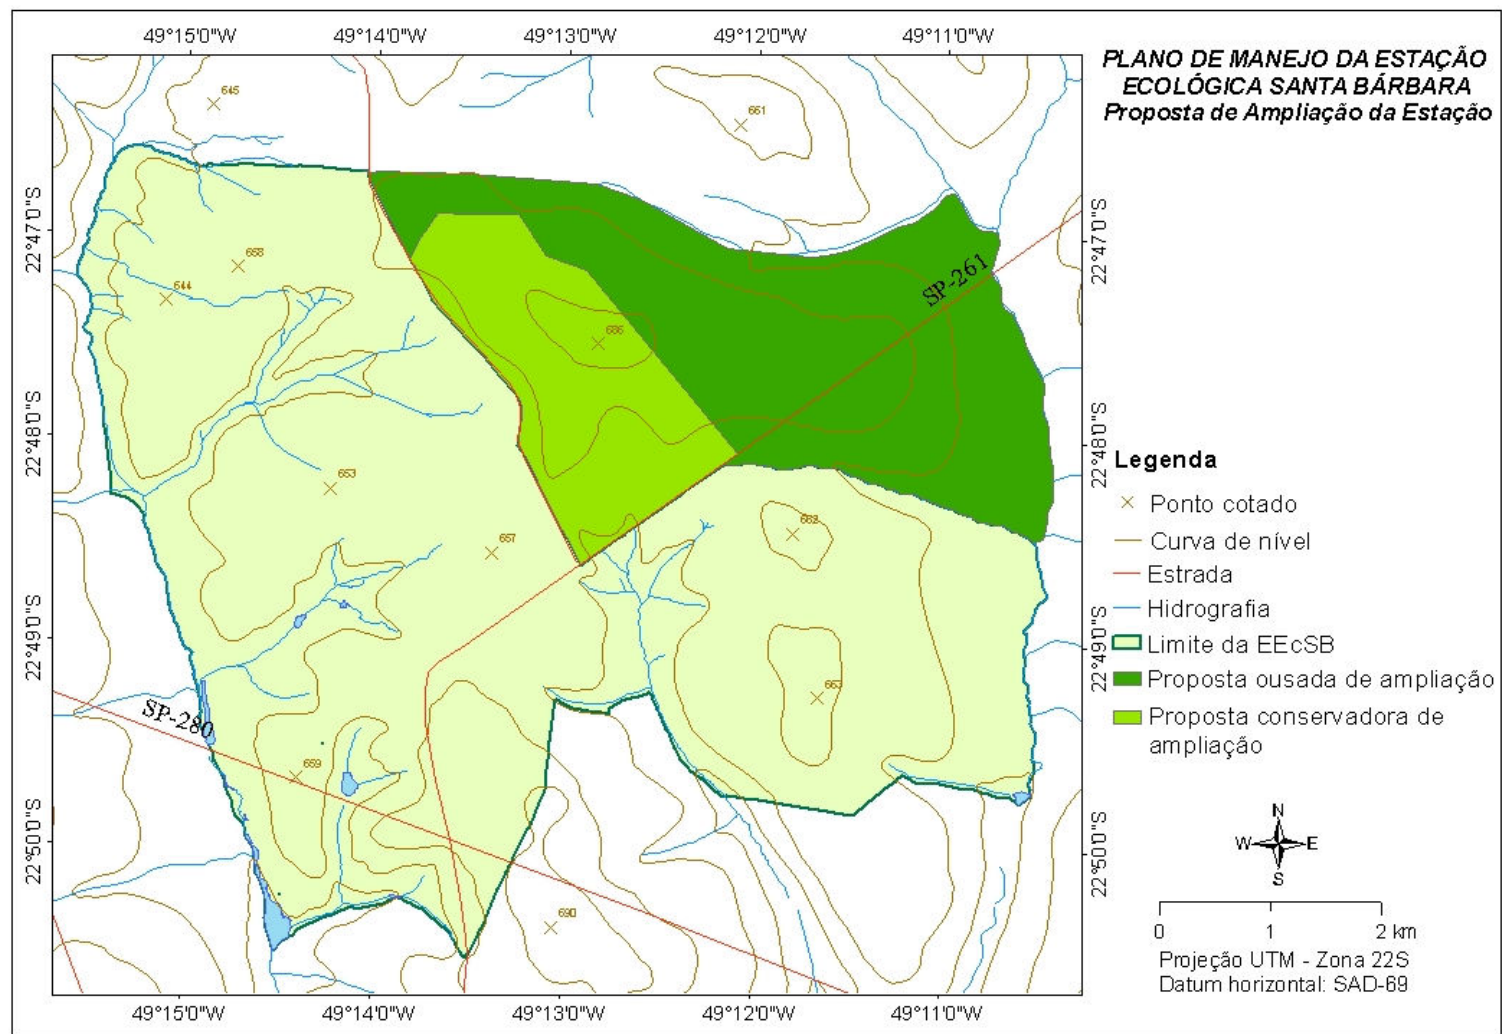 49°15'0"W 49°14'0"W 49°13'0"W 49°12'0"W 49°11'0"W
PLANO DE MANEJO DA ESTAÇÃO
ECOLÓGICA SANTA BÁRBARA
Proposta de Ampliação da Estação
645
661
22°47'0"S
22°47'0"S
658
644
SP-261
686
22°48'0"S
22°48'0"S
653
662
657
Legenda
Ponto cotado
Curva de nível
Estrada
Hidrografia
Limite da EEcSB
Proposta ousada de ampliação
Proposta conservadora de
ampliação
22°49'0"S
22°49'0"S
SP-280
659
22°50'0"S
22°50'0"S
690
N
W E
S
0 1 2 km
Projeção UTM - Zona 22S
Datum horizontal: SAD-69
49°15'0"W 49°14'0"W 49°13'0"W 49°12'0"W 49°11'0"W